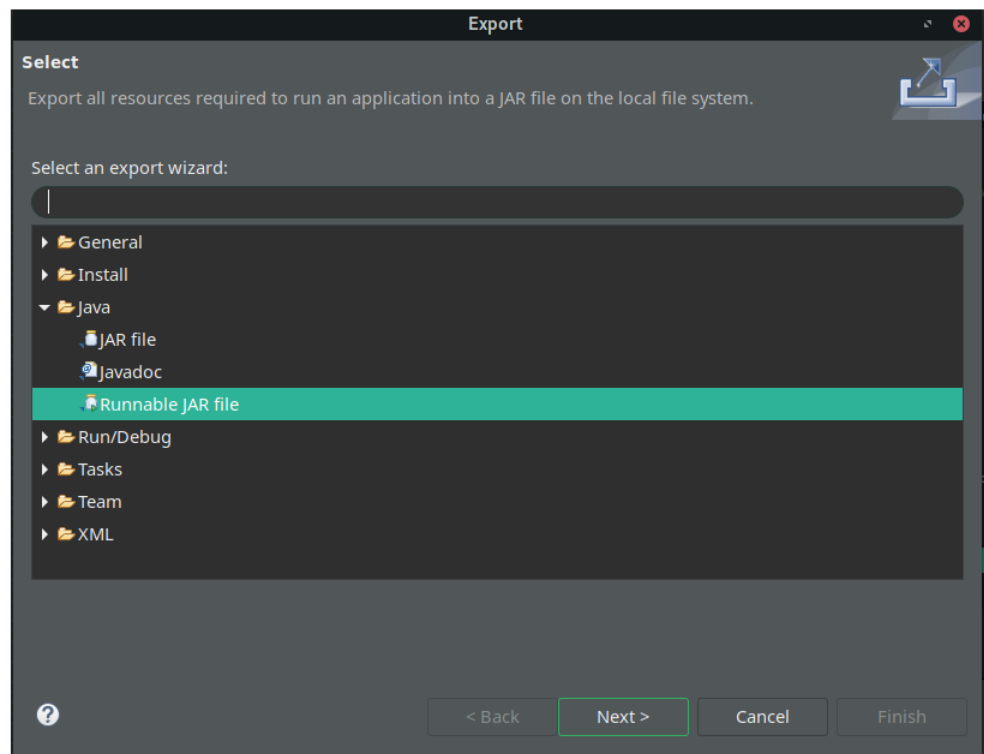 Export
Select
Export all resources required to run an application into a JAR file on the local file system.
Select an export wizard:
General
Install
Java
JAR file
Javadoc
Runnable JAR file
Run/Debug
Tasks
Team
XML
< Back Next > Cancel Finish